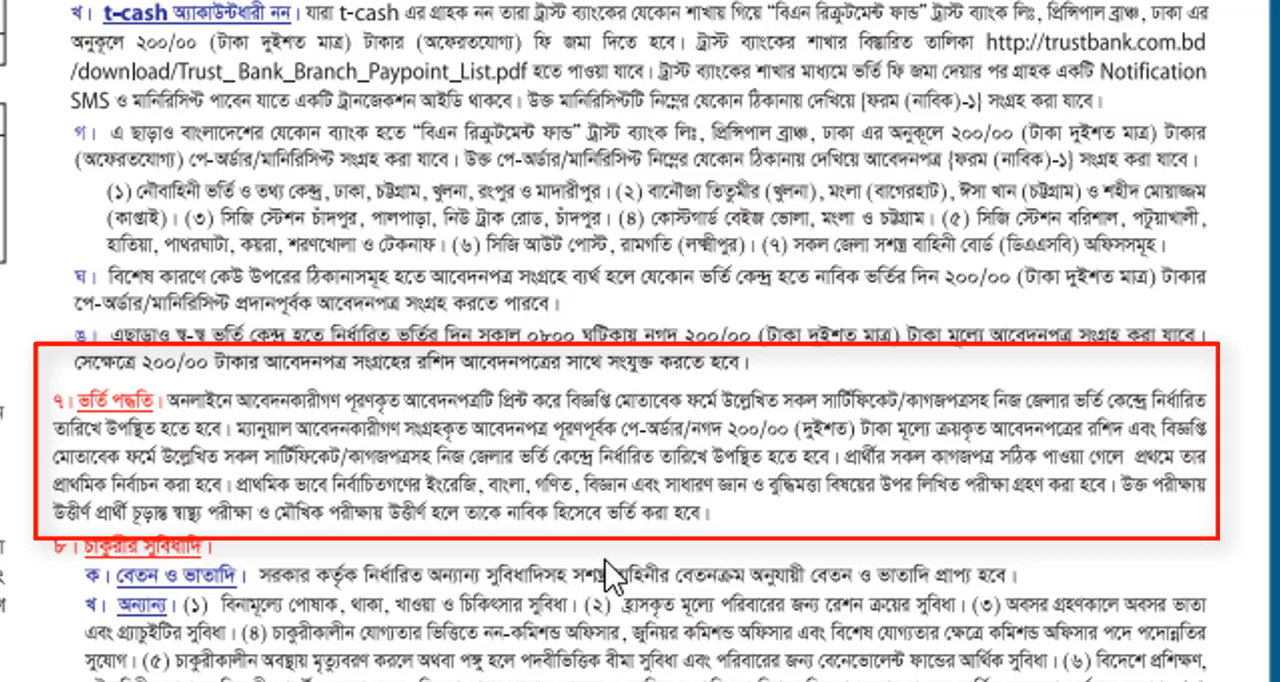 খ। t-cash অ্যাকাউন্টধারী নন। যারা t-cash এর গ্রাহক নন তারা ট্রাস্ট ব্যাংকের যেকোন শাখায় গিয়ে “বিএন রিক্রুটমেন্ট ফান্ড” ট্রাস্ট ব্যাংক লিঃ, প্রিন্সিপাল ব্রাঞ্চ, ঢাকা এর
অনুকূলে ২০০/০০ (টাকা দুইশত মাত্র) টাকার (অফেরতযোগ্য) ফি জমা দিতে হবে। ট্রাস্ট ব্যাংকের শাখার বিস্তারিত তালিকা http://trustbank.com.bd
/download/Trust_ Bank_Branch_Paypoint_List.pdf হতে পাওয়া যাবে। ট্রাস্ট ব্যাংকের শাখার মাধ্যমে ভর্তি ফি জমা দেয়ার পর গ্রাহক একটি Notification
SMS ও মানিরিসিপ্ট পাবেন যাতে একটি ট্রানজেকশন আইডি থাকবে। উক্ত মানিরিসিপ্টটি নিম্নের যেকোন ঠিকানায় দেখিয়ে {ফরম (নাবিক)-১} সংগ্রহ করা যাবে।
গ। এ ছাড়াও বাংলাদেশের যেকোন ব্যাংক হতে “বিএন রিক্রুটমেন্ট ফান্ড” ট্রাস্ট ব্যাংক লিঃ, প্রিন্সিপাল ব্রাঞ্চ, ঢাকা এর অনুকূলে ২০০/০০ (টাকা দুইশত মাত্র) টাকার
(অফেরতযোগ্য) পে-অর্ডার/মানিরিসিপ্ট সংগ্রহ করা যাবে। উক্ত পে-অর্ডার/মানিরিসিপ্ট নিম্নের যেকোন ঠিকানায় দেখিয়ে আবেদনপত্র {ফরম (নাবিক)-১} সংগ্রহ করা যাবে।
(১) নৌবাহিনী ভর্তি ও তথ্য কেন্দ্র, ঢাকা, চট্টগ্রাম, খুলনা, রংপুর ও মাদারীপুর। (২) বানৌজা তিতুমীর (খুলনা), মংলা (বাগেরহাট), ঈসা খান (চট্টগ্রাম) ও শহীদ মোয়াজ্জম
(কাপ্তাই)। (৩) সিজি স্টেশন চাঁদপুর, পালপাড়া, নিউ ট্রাক রোড, চাঁদপুর। (৪) কোস্টগার্ড বেইজ ভোলা, মংলা ও চট্টগ্রাম। (৫) সিজি স্টেশন বরিশাল, পটুয়াখালী,
হাতিয়া, পাথরঘাটা, কয়রা, শরণখোলা ও টেকনাফ। (৬) সিজি আউট পোস্ট, রামগতি (লক্ষ্মীপুর)। (৭) সকল জেলা সশস্ত্র বাহিনী বোর্ড (ডিএএসবি) অফিসসমূহ।
ঘ। বিশেষ কারণে কেউ উপরের ঠিকানাসমূহ হতে আবেদনপত্র সংগ্রহে ব্যর্থ হলে যেকোন ভর্তি কেন্দ্র হতে নাবিক ভর্তির দিন ২০০/০০ (টাকা দুইশত মাত্র) টাকার
পে-অর্ডার/মানিরিসিপ্ট প্রদানপূর্বক আবেদনপত্র সংগ্রহ করতে পারবে।
ঙ। এছাড়াও স্ব-স্ব ভর্তি কেন্দ্র হতে নির্ধারিত ভর্তির দিন সকাল ০৮০০ ঘটিকায় নগদ ২০০/০০ (টাকা দুইশত মাত্র) টাকা মূল্যে আবেদনপত্র সংগ্রহ করা যাবে।
সেক্ষেত্রে ২০০/০০ টাকার আবেদনপত্র সংগ্রহের রশিদ আবেদনপত্রের সাথে সংযুক্ত করতে হবে।
৭। ভর্তি পদ্ধতি। অনলাইনে আবেদনকারীগণ পূরণকৃত আবেদনপত্রটি প্রিন্ট করে বিজ্ঞপ্তি মোতাবেক ফর্মে উল্লেখিত সকল সার্টিফিকেট/কাগজপত্রসহ নিজ জেলার ভর্তি কেন্দ্রে নির্ধারিত
তারিখে উপস্থিত হতে হবে। ম্যানুয়াল আবেদনকারীগণ সংগ্রহকৃত আবেদনপত্র পূরণপূর্বক পে-অর্ডার/নগদ ২০০/০০ (দুইশত) টাকা মূল্যে ক্রয়কৃত আবেদনপত্রের রশিদ এবং বিজ্ঞপ্তি
মোতাবেক ফর্মে উল্লেখিত সকল সার্টিফিকেট/কাগজপত্রসহ নিজ জেলার ভর্তি কেন্দ্রে নির্ধারিত তারিখে উপস্থিত হতে হবে। প্রার্থীর সকল কাগজপত্র সঠিক পাওয়া গেলে প্রথমে তার
প্রাথমিক নির্বাচন করা হবে। প্রাথমিক ভাবে নির্বাচিতগণের ইংরেজি, বাংলা, গণিত, বিজ্ঞান এবং সাধারণ জ্ঞান ও বুদ্ধিমত্তা বিষয়ের উপর লিখিত পরীক্ষা গ্রহণ করা হবে। উক্ত পরীক্ষায়
উত্তীর্ণ প্রার্থী চূড়ান্ত স্বাস্থ্য পরীক্ষা ও মৌখিক পরীক্ষায় উত্তীর্ণ হলে তাকে নাবিক হিসেবে ভর্তি করা হবে।
৮। চাকুরীর সুবিধাদি।
ক। বেতন ও ভাতাদি। সরকার কর্তৃক নির্ধারিত অন্যান্য সুবিধাদিসহ বেতনক্রম অনুযায়ী বেতন ও ভাতাদি প্রাপ্য হবে।
খ। অন্যান্য। (১) বিনামূল্যে পোষাক, থাকা, খাওয়া ও চিকিৎসার সুবিধা। (২) হ্রাসকৃত মূল্যে পরিবারের জন্য রেশন ক্রয়ের সুবিধা। (৩) অবসর গ্রহণকালে অবসর ভাতা
এবং গ্র্যাচুইটির সুবিধা। (৪) চাকুরীকালীন যোগ্যতার ভিত্তিতে নন-কমিশন্ড অফিসার, জুনিয়র কমিশন্ড অফিসার এবং বিশেষ যোগ্যতার ক্ষেত্রে কমিশন্ড অফিসার পদে পদোন্নতির
সুযোগ। (৫) চাকুরীকালীন অবস্থায় মৃত্যুবরণ করলে অথবা পঙ্গু হলে পদবীভিত্তিক বীমা সুবিধা এবং পরিবারের জন্য বেনেভোলেন্ট ফান্ডের আর্থিক সুবিধা। (৬) বিদেশে প্রশিক্ষণ,